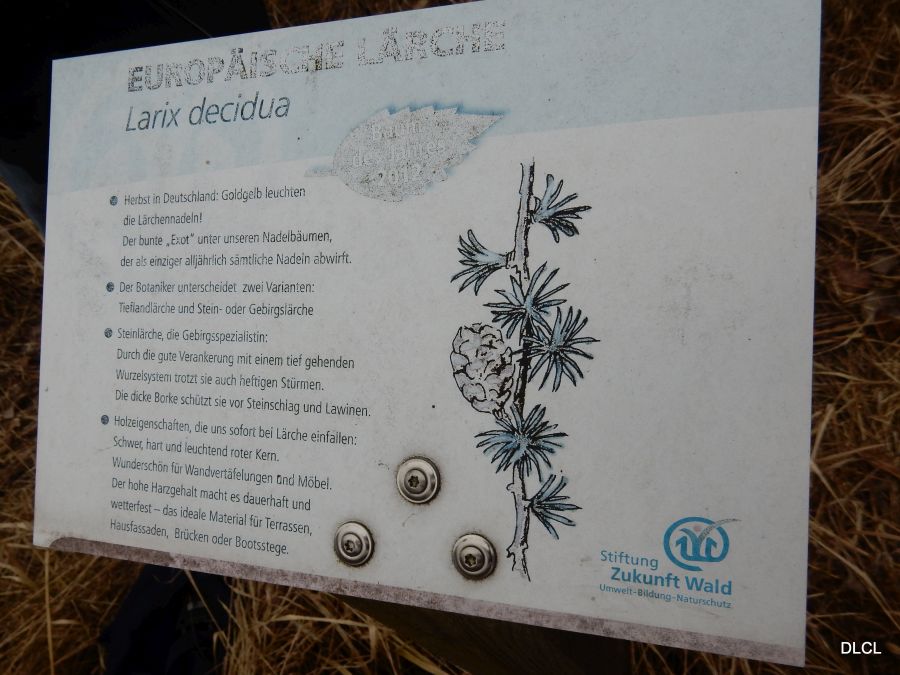 EUROPÄISCHE LÄRCHE
Larix decidua
Baum
des Jahres
2012
Herbst in Deutschland: Goldgelb leuchten
die Lärchennadeln!
Der bunte „Exot" unter unseren Nadelbäumen,
der als einziger alljährlich sämtliche Nadeln abwirft.
Der Botaniker unterscheidet zwei Varianten:
Tieflandlärche und Stein- oder Gebirgslärche
Steinlärche, die Gebirgsspezialistin:
Durch die gute Verankerung mit einem tief gehenden
Wurzelsystem trotzt sie auch heftigen Stürmen.
Die dicke Borke schützt sie vor Steinschlag und Lawinen.
Holzeigenschaften, die uns sofort bei Lärche einfallen:
Schwer, hart und leuchtend roter Kern.
Wunderschön für Wandvertäfelungen und Möbel.
Der hohe Harzgehalt macht es dauerhaft und
wetterfest – das ideale Material für Terrassen,
Hausfassaden, Brücken oder Bootsstege.
Stiftung
Zukunft Wald
Umwelt-Bildung-Naturschutz
DLCL